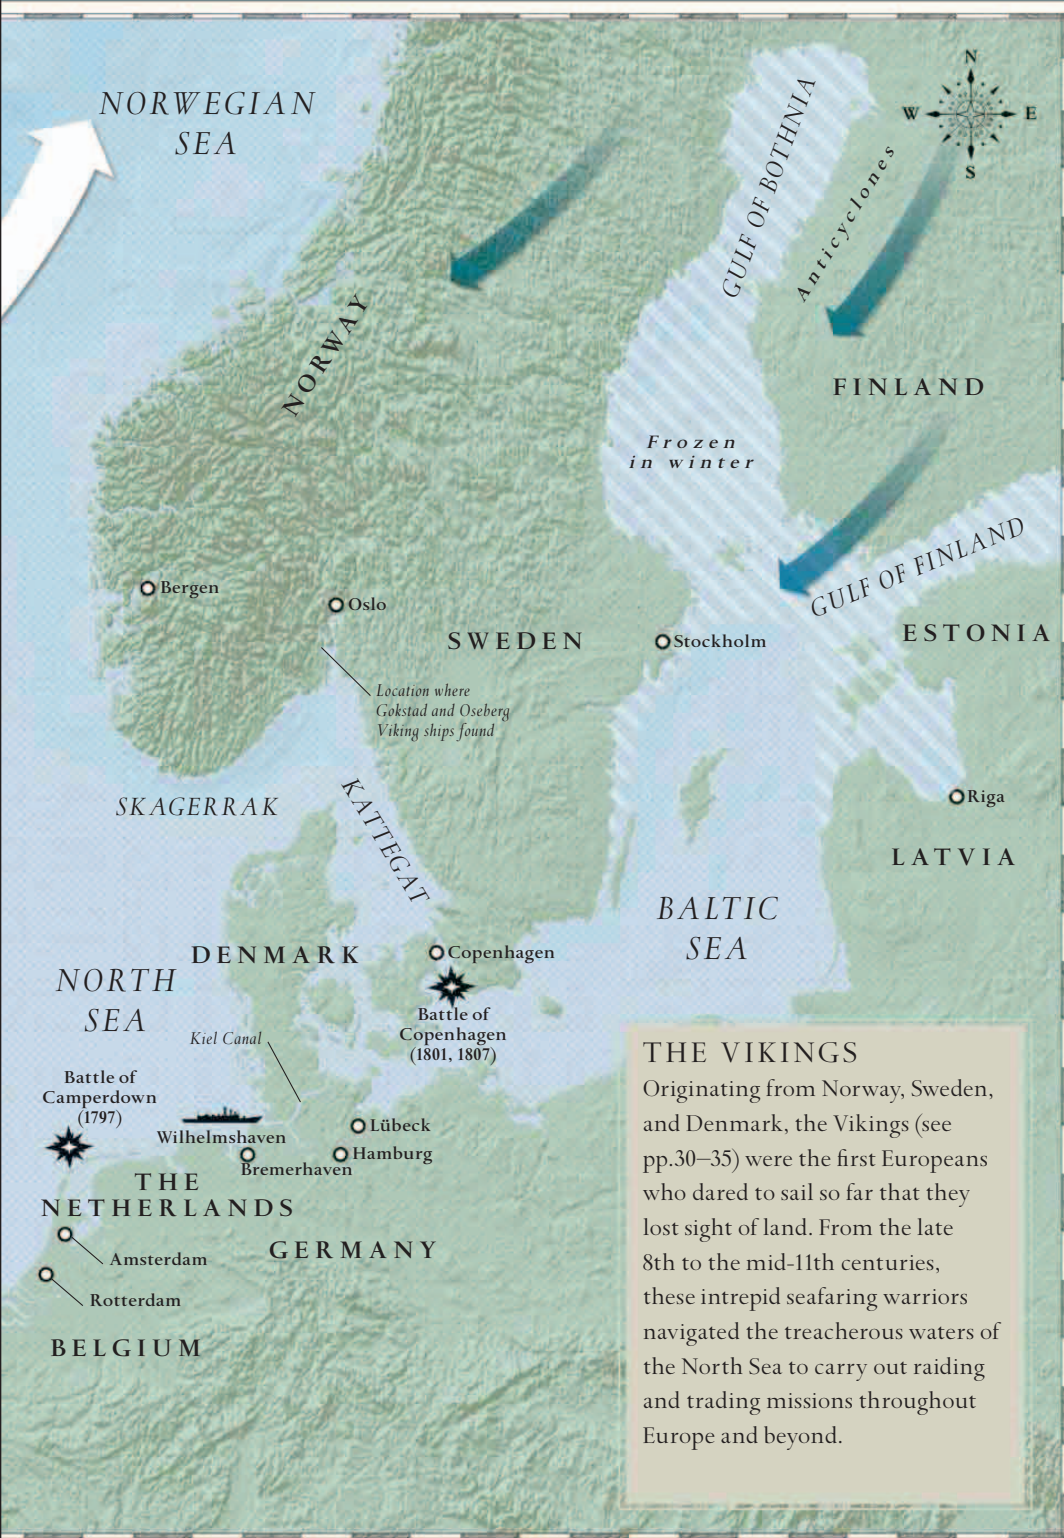 N
W
E
S
NORWEGIAN
SEA
GULF OF BOTHNIA
Anticyclones
NORWAY
FINLAND
Frozen
in winter
GULF OF FINLAND
Bergen
Oslo
SWEDEN
Stockholm
ESTONIA
Location where
Gokstad and Oseberg
Viking ships found
SKAGERRAK
KATTEGAT
Riga
LATVIA
BALTIC
SEA
DENMARK
Copenhagen
NORTH
SEA
Battle of
Copenhagen
(1801, 1807)
Kiel Canal
Battle of
Camperdown
(1797)
Wilhelmshaven
Lübeck
Hamburg
Bremerhaven
THE
NETHERLANDS
GERMANY
Amsterdam
Rotterdam
BELGIUM
THE VIKINGS
Originating from Norway, Sweden,
and Denmark, the Vikings (see
pp.30–35) were the first Europeans
who dared to sail so far that they
lost sight of land. From the late
8th to the mid-11th centuries,
these intrepid seafaring warriors
navigated the treacherous waters of
the North Sea to carry out raiding
and trading missions throughout
Europe and beyond.